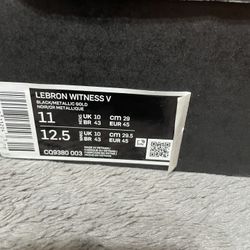 LEBRON WITNESS V
BLACK/METALLIC GOLD
NOIR/OR METALLIQUE
11 MENS UK 10 BR 43 CM 29 EUR 45
12.5 UK 10 BR 43 CM 29.5 EUR 45
CQ9380 003